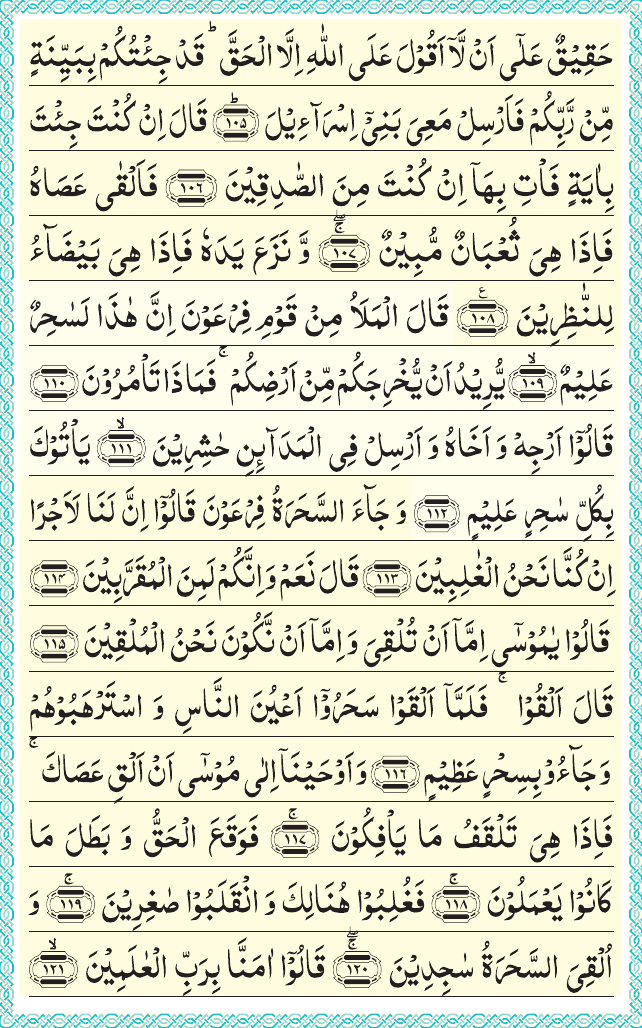 حَقِيۡقٌ عَلٰٓى اَنۡ لَّاۤ اَقُوۡلَ عَلَى اللّٰهِ اِلَّا الۡحَقَّ‌ ؕ قَدۡ جِئۡتُكُمۡ بِبَيِّنَةٍ
مِّنۡ رَّبِّكُمۡ فَاَرۡسِلۡ مَعِىَ بَنِىۡۤ اِسۡرَآءِيۡلَ ؕ‏ ﴿۱۰۵﴾ قَالَ اِنۡ كُنۡتَ جِئۡتَ
بِاٰيَةٍ فَاۡتِ بِهَاۤ اِنۡ كُنۡتَ مِنَ الصّٰدِقِيۡنَ ﴿۱۰۶﴾ فَاَلۡقٰى عَصَاهُ
فَاِذَا هِىَ ثُعۡبَانٌ مُّبِيۡنٌ ۖ ۚ ﴿۱۰۷﴾ وَّ نَزَعَ يَدَهٗ فَاِذَا هِىَ بَيۡضَآءُ
لِلنّٰظِرِيۡنَ ﴿۱۰۸﴾ ع قَالَ الۡمَلَاُ مِنۡ قَوۡمِ فِرۡعَوۡنَ اِنَّ هٰذَا لَسٰحِرٌ
عَلِيۡمٌ ۙ ﴿۱۰۹﴾ يُّرِيۡدُ اَنۡ يُّخۡرِجَكُمۡ مِّنۡ اَرۡضِكُمۡ‌ ۚ فَمَاذَا تَاۡمُرُوۡنَ ﴿۱۱۰﴾
قَالُوۡۤا اَرۡجِهۡ وَ اَخَاهُ وَ اَرۡسِلۡ فِى الۡمَدَآٮِٕنِ حٰشِرِيۡنَ ۙ ﴿۱۱۱﴾ يَاۡتُوۡكَ
بِكُلِّ سٰحِرٍ عَلِيۡمٍ ﴿۱۱۲﴾ وَ جَآءَ السَّحَرَةُ فِرۡعَوۡنَ قَالُوۡۤا اِنَّ لَنَا لَاَجۡرًا
اِنۡ كُنَّا نَحۡنُ الۡغٰلِبِيۡنَ ﴿۱۱۳﴾ قَالَ نَعَمۡ وَاِنَّكُمۡ لَمِنَ الۡمُقَرَّبِيۡنَ ﴿۱۱۴﴾
قَالُوۡا يٰمُوۡسٰٓى اِمَّاۤ اَنۡ تُلۡقِىَ وَاِمَّاۤ اَنۡ نَّكُوۡنَ نَحۡنُ الۡمُلۡقِيۡنَ ﴿۱۱۵﴾
قَالَ اَلۡقُوۡا‌ ۚ فَلَمَّاۤ اَلۡقَوۡا سَحَرُوۡۤا اَعۡيُنَ النَّاسِ وَ اسۡتَرۡهَبُوۡهُمۡ
وَ جَآءُوۡ بِسِحۡرٍ عَظِيۡمٍ ﴿۱۱۶﴾ وَ اَوۡحَيۡنَاۤ اِلٰى مُوۡسٰٓى اَنۡ اَلۡقِ عَصَاكَ‌ ۚ
فَاِذَا هِىَ تَلۡقَفُ مَا يَاۡفِكُوۡنَ ۚ ﴿۱۱۷﴾ فَوَقَعَ الۡحَقُّ وَ بَطَلَ مَا
كَانُوۡا يَعۡمَلُوۡنَ ۚ ﴿۱۱۸﴾ فَغُلِبُوۡا هُنَالِكَ وَ انْقَلَبُوۡا صٰغِرِيۡنَ ۚ ﴿۱۱۹﴾ وَ
اُلۡقِىَ السَّحَرَةُ سٰجِدِيۡنَ ۖ ۚ ﴿۱۲۰﴾ قَالُوۡۤا اٰمَنَّا بِرَبِّ الۡعٰلَمِيۡنَ ۙ ﴿۱۲۱﴾